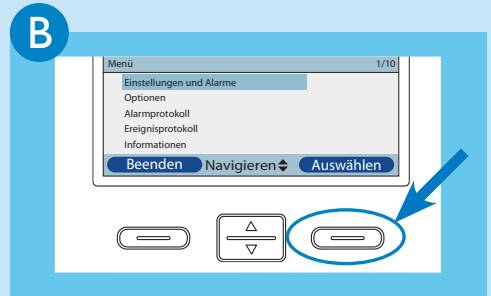 B
Menü 1/10
Einstellungen und Alarme
Optionen
Alarmprotokoll
Ereignisprotokoll
Informationen
Beenden Navigieren Auswählen